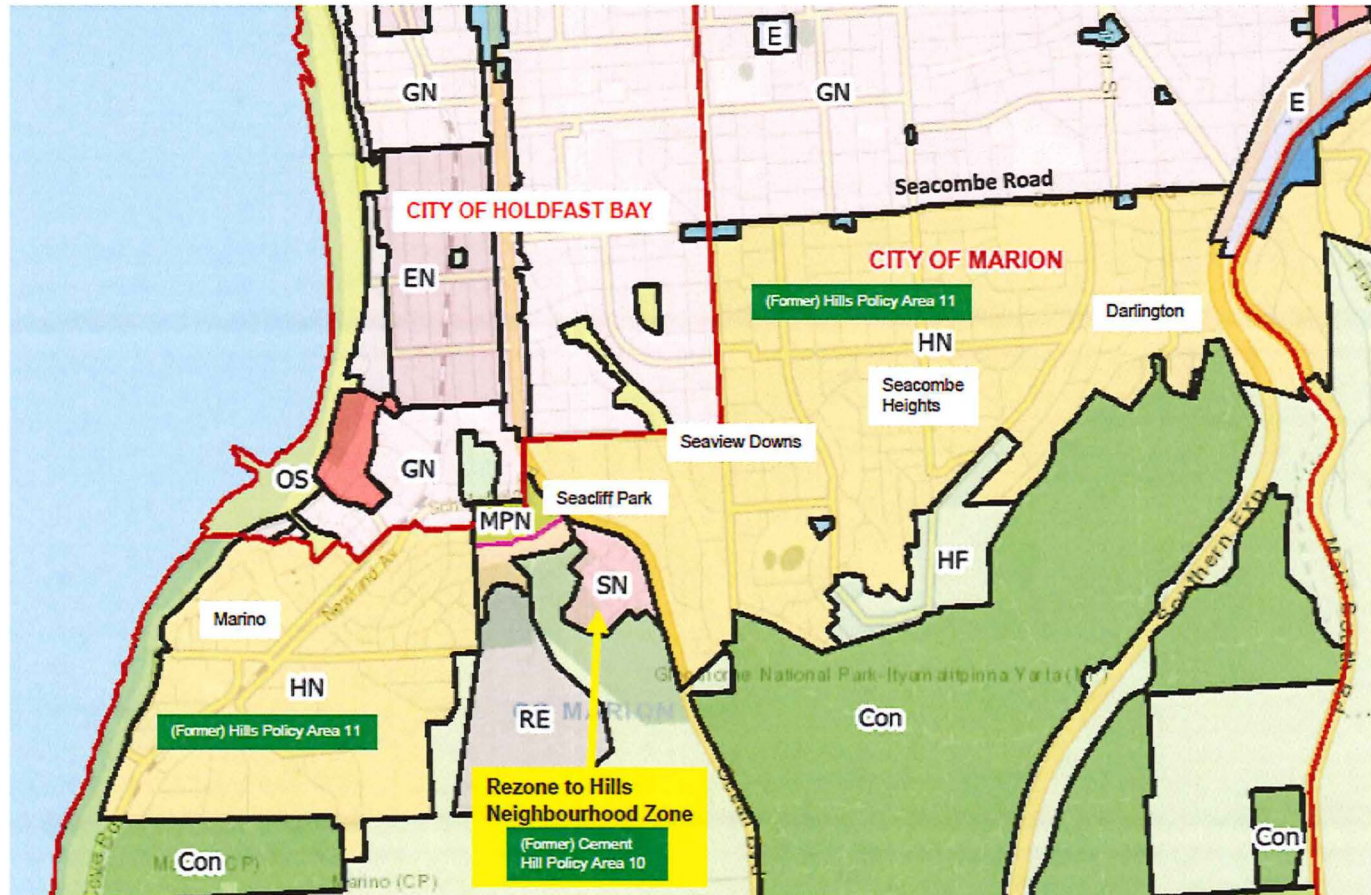 E
GN
GN
E
Seacombe Road
CITY OF HOLDFAST BAY
CITY OF MARION
EN
(Former) Hills Policy Area 11
Darlington
HN
Seacombe
Heights
Seaview Downs
GN
OS
Seacliff Park
MPN
HF
SN
Southern Exp
Marino
HN
Con
RE
(Former) Hills Policy Area 11
Rezone to Hills
Neighbourhood Zone
(Former) Cement
Hill Policy Area 10
Con
Con
Marino (CP)